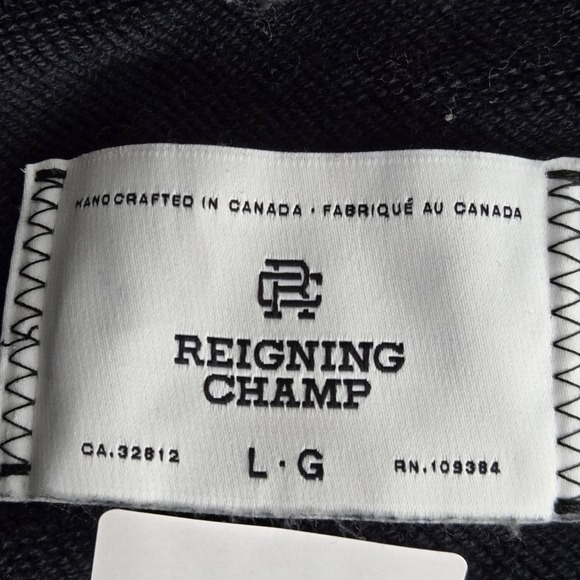 HANDCRAFTED IN CANADA · FABRIQUÉ AU CANADA
RC
REIGNING
CHAMP
CA.32812 L · G RN.109384